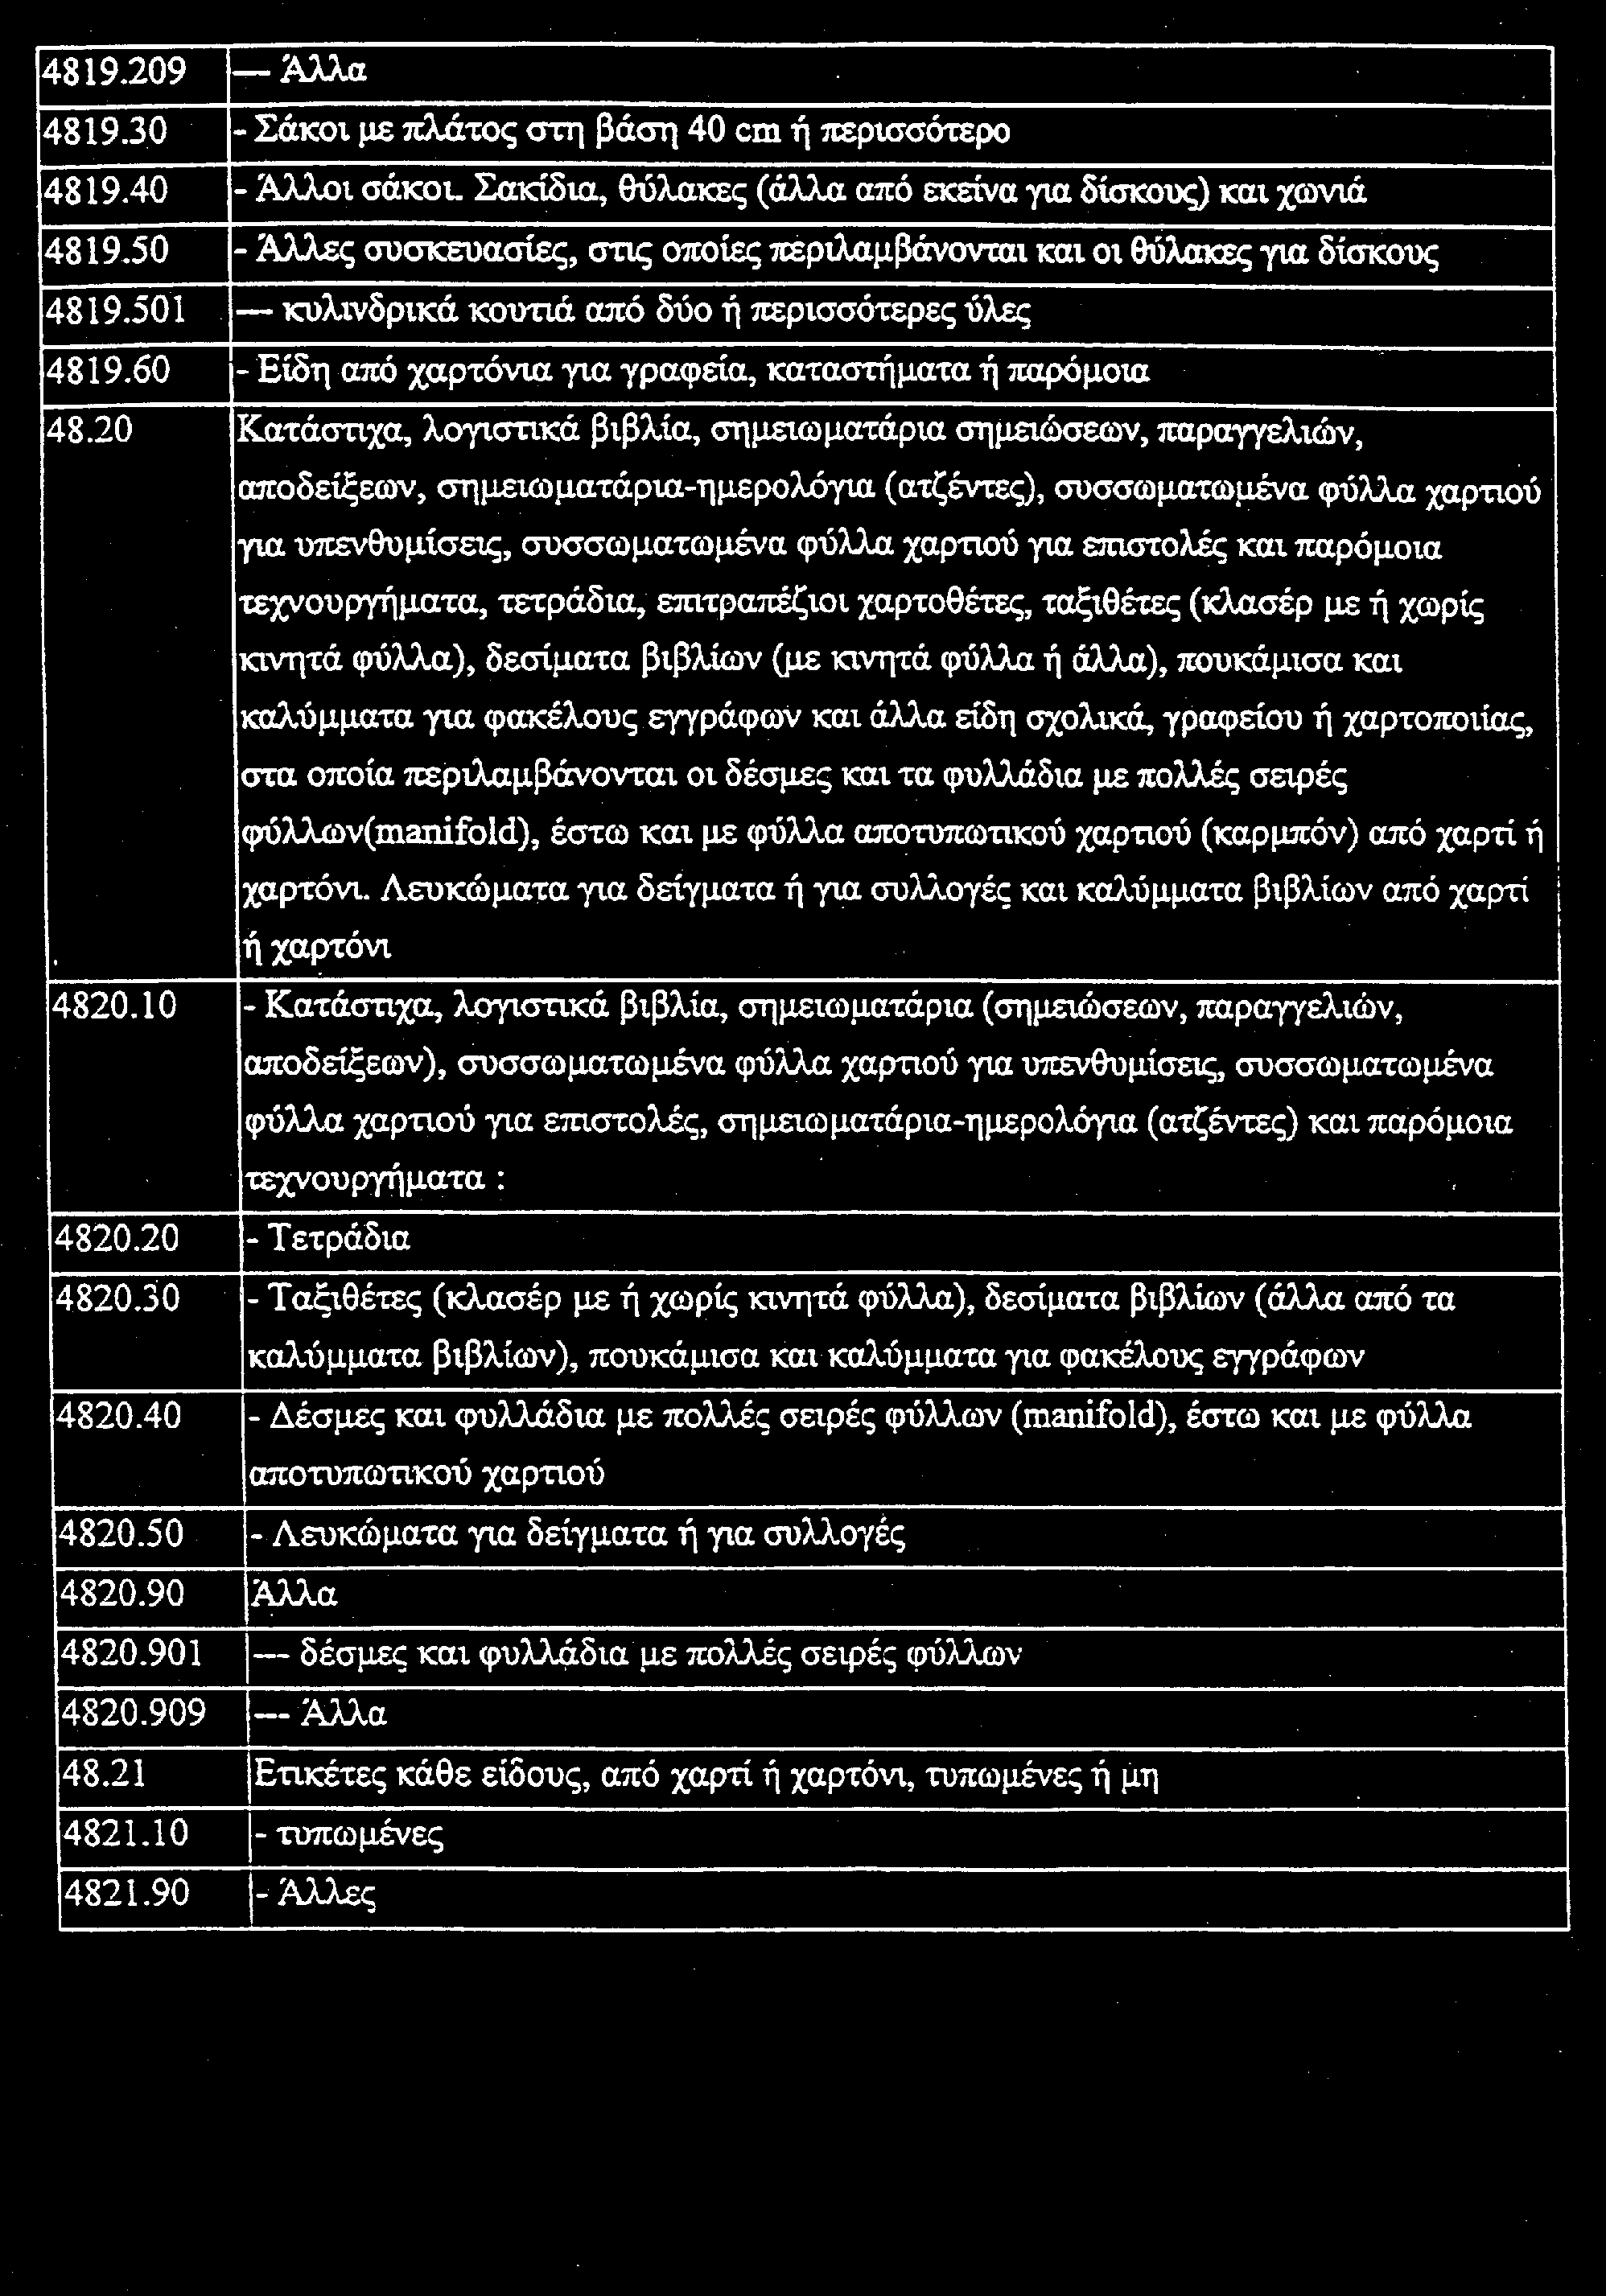 4819.209 — Άλλα
4819.30 - Σάκοι με πλάτος στη βάση 40 cm ή περισσότερο
4819.40 - Άλλοι σάκοι. Σακίδια, θύλακες (άλλα από εκείνα για δίσκους) και χωνιά
4819.50 - Άλλες συσκευασίες, στις οποίες περιλαμβάνονται και οι θύλακες για δίσκους
4819.501 — κυλινδρικά κουτιά από δύο ή περισσότερες ύλες
4819.60 - Είδη από χαρτόνια για γραφεία, καταστήματα ή παρόμοια
48.20 Κατάστιχα, λογιστικά βιβλία, σημειωματάρια σημειώσεων, παραγγελιών,
αποδείξεων, σημειωματάρια-ημερολόγια (ατζέντες), συσσωματωμένα φύλλα χαρτιού
για υπενθυμίσεις, συσσωματωμένα φύλλα χαρτιού για επιστολές και παρόμοια
τεχνουργήματα, τετράδια, επιτραπέζιοι χαρτοθέτες, ταξιθέτες (κλασέρ με ή χωρίς
κινητά φύλλα), δεσίματα βιβλίων (με κινητά φύλλα ή άλλα), πουκάμισα και
καλύμματα για φακέλους εγγράφων και άλλα είδη σχολικά, γραφείου ή χαρτοποιίας,
στα οποία περιλαμβάνονται οι δέσμες και τα φυλλάδια με πολλές σειρές
φύλλων(manifold), έστω και με φύλλα αποτυπωτικού χαρτιού (καρμπόν) από χαρτί ή
χαρτόνι. Λευκώματα για δείγματα ή για συλλογές και καλύμματα βιβλίων από χαρτί
ή χαρτόνι
4820.10 - Κατάστιχα, λογιστικά βιβλία, σημειωματάρια (σημειώσεων, παραγγελιών,
αποδείξεων), συσσωματωμένα φύλλα χαρτιού για υπενθυμίσεις, συσσωματωμένα
φύλλα χαρτιού για επιστολές, σημειωματάρια-ημερολόγια (ατζέντες) και παρόμοια
τεχνουργήματα :
4820.20 - Τετράδια
4820.30 - Ταξιθέτες (κλασέρ με ή χωρίς κινητά φύλλα), δεσίματα βιβλίων (άλλα από τα
καλύμματα βιβλίων), πουκάμισα και καλύμματα για φακέλους εγγράφων
4820.40 - Δέσμες και φυλλάδια με πολλές σειρές φύλλων (manifold), έστω και με φύλλα
αποτυπωτικού χαρτιού
4820.50 - Λευκώματα για δείγματα ή για συλλογές
4820.90 Άλλα
4820.901 — δέσμες και φυλλάδια με πολλές σειρές φύλλων
4820.909 — Άλλα
48.21 Ετικέτες κάθε είδους, από χαρτί ή χαρτόνι, τυπωμένες ή μη
4821.10 - τυπωμένες
4821.90 - Άλλες